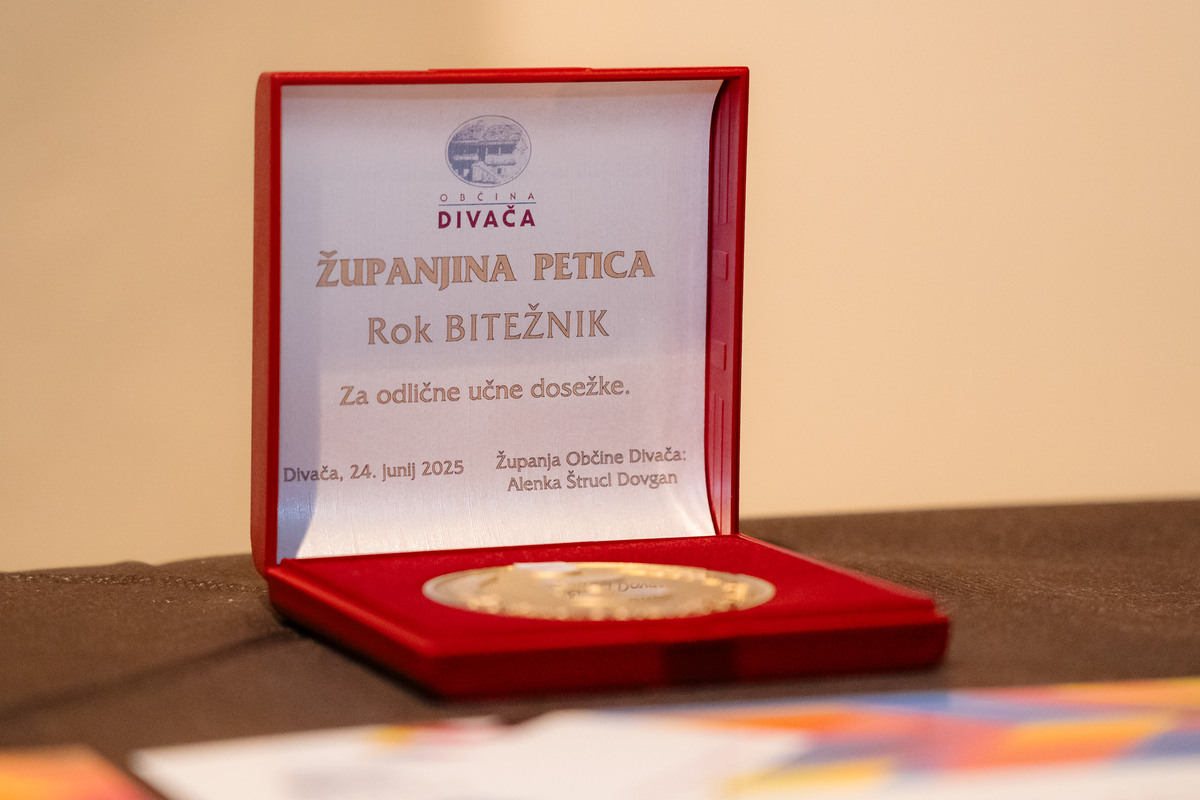 OBČINA
DIVAČA
ŽUPANJINA PETICA
Rok BITEŽNIK
Za odlične učne dosežke.
Divača, 24. junij 2025
Županja Občine Divača:
Alenka Štrucl Dovgan